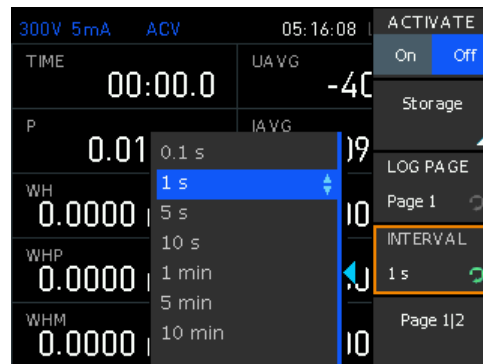 300V 5mA ACV 05:16:08
ACTIVATE
On Off
TIME
00:00.0
UAVG
-40
Storage
P
0.01
IAVG
0.1 s
1 s
5 s
10 s
1 min
5 min
10 min
LOG PAGE
Page 1
WH
0.0000
INTERVAL
1 s
WHP
0.0000
WHM
0.0000
Page 1|2